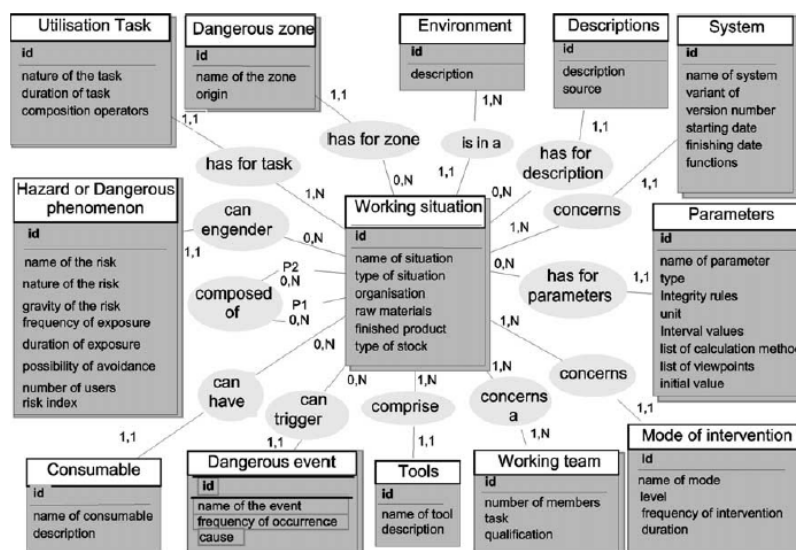 Utilisation Task
id
nature of the task
duration of task
composition operators
Dangerous zone
id
name of the zone
origin
Environment
id
description
Descriptions
id
description
source
System
id
name of system
variant of
version number
starting date
finishing date
functions
1,1
has for task
1,N
1,1
has for zone
0,N
1,N
is in a
1,1
1,1
has for
description
0,N
1,1
concerns
1,N
Hazard or Dangerous
phenomenon
id
name of the risk
nature of the risk
gravity of the risk
frequency of exposure
duration of exposure
possibility of avoidance
number of users
risk index
can
engender
1,1
0,N
Working situation
id
name of situation
type of situation
organisation
raw materials
finished product
type of stock
Parameters
id
name of parameter
type
Integrity rules
unit
Interval values
list of calculation method
list of viewpoints
initial value
0,N
has for
parameters
1,1
composed
of
P2
0,N
P1
0,N
0,N
can
have
1,1
0,N
can
trigger
1,1
1,N
comprise
1,1
1,N
concerns
a
1,N
1,N
concerns
1,1
Consumable
id
name of consumable
description
Dangerous event
id
name of the event
frequency of occurrence
cause
Tools
id
name of tool
description
Working team
id
number of members
task
qualification
Mode of intervention
id
name of mode
level
frequency of intervention
duration